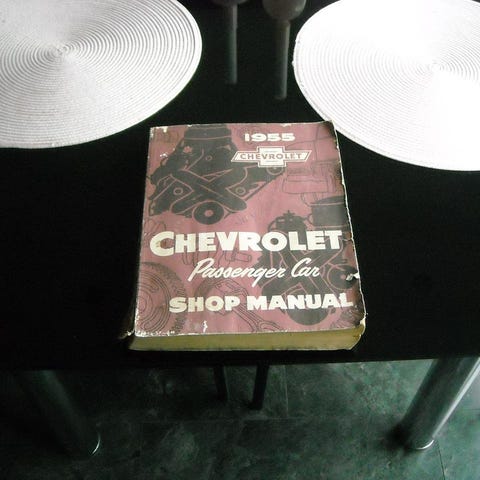 1955
CHEVROLET
CHEVROLET
Passenger Car
SHOP MANUAL